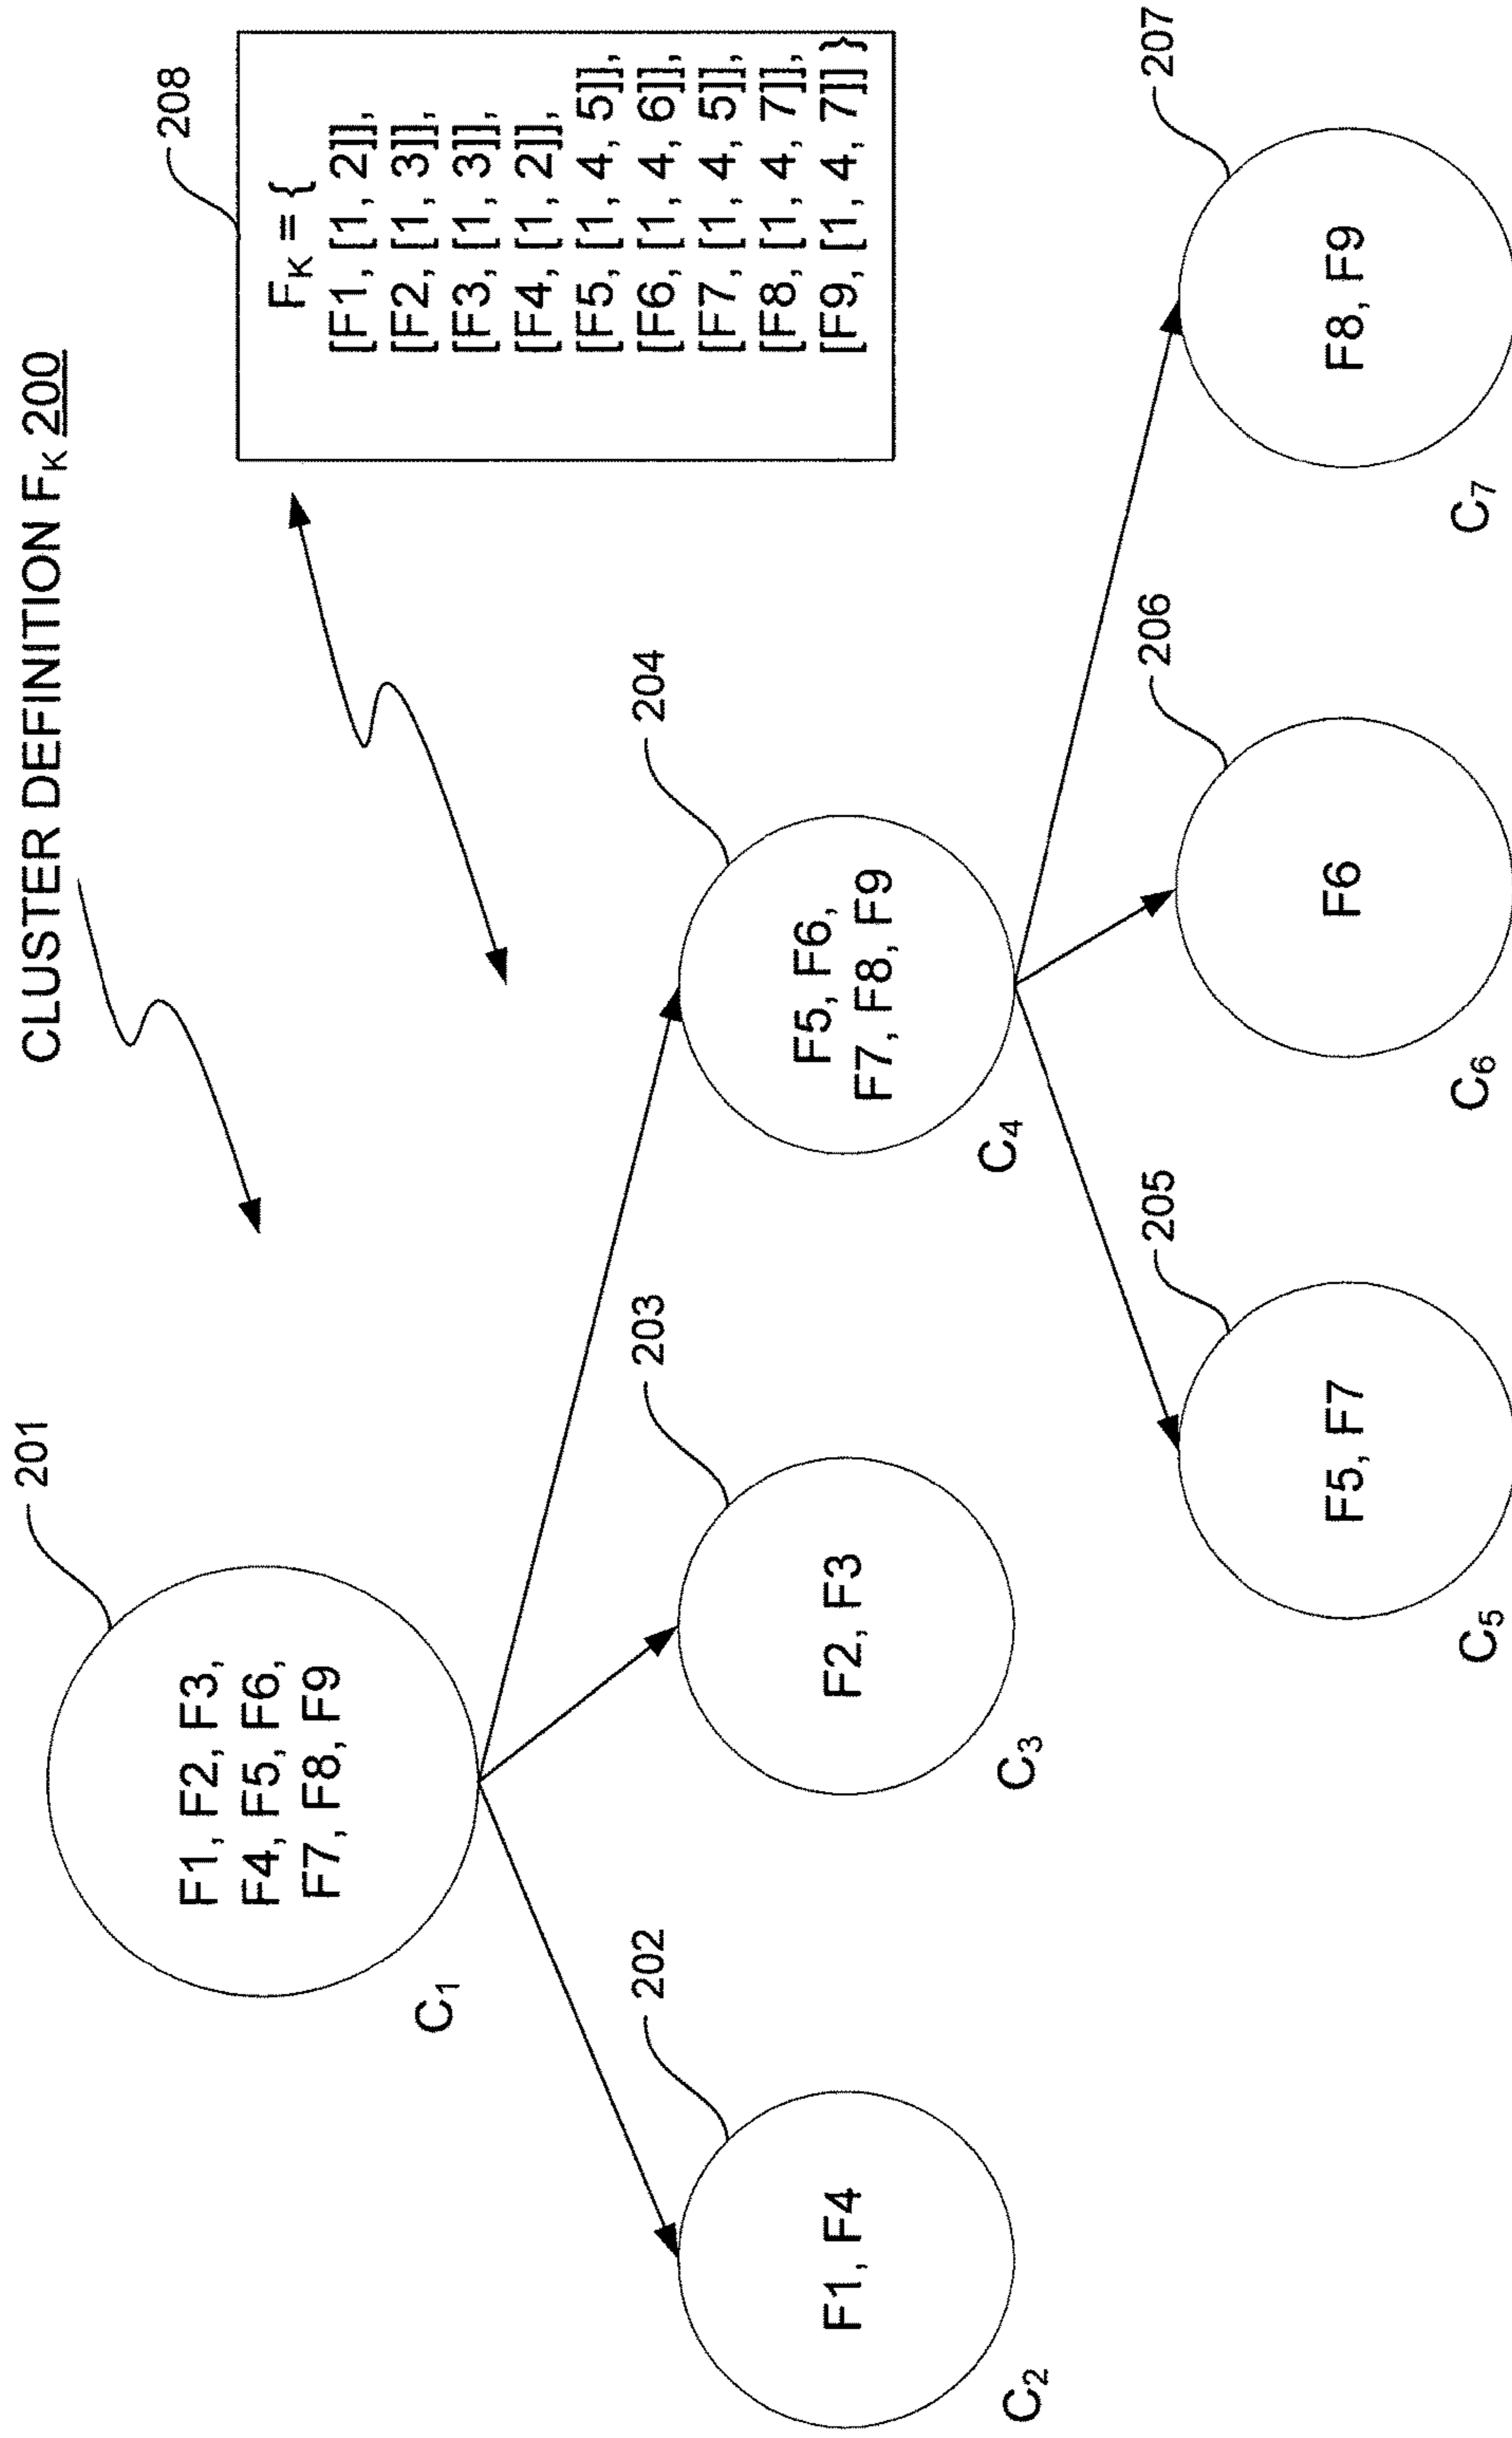 CLUSTER DEFINITION FK 200
201
F1, F2, F3,
F4, F5, F6,
F7, F8, F9
C1
208
FK = {
[F1, [1, 2]],
[F2, [1, 3]],
[F3, [1, 3]],
[F4, [1, 2]],
[F5, [1, 4, 5]],
[F6, [1, 4, 6]],
[F7, [1, 4, 5]],
[F8, [1, 4, 7]],
[F9, [1, 4, 7]] }
202
F1, F4
C2
203
F2, F3
C3
204
F5, F6,
F7, F8, F9
C4
205
F5, F7
C5
206
F6
C6
207
F8, F9
C7